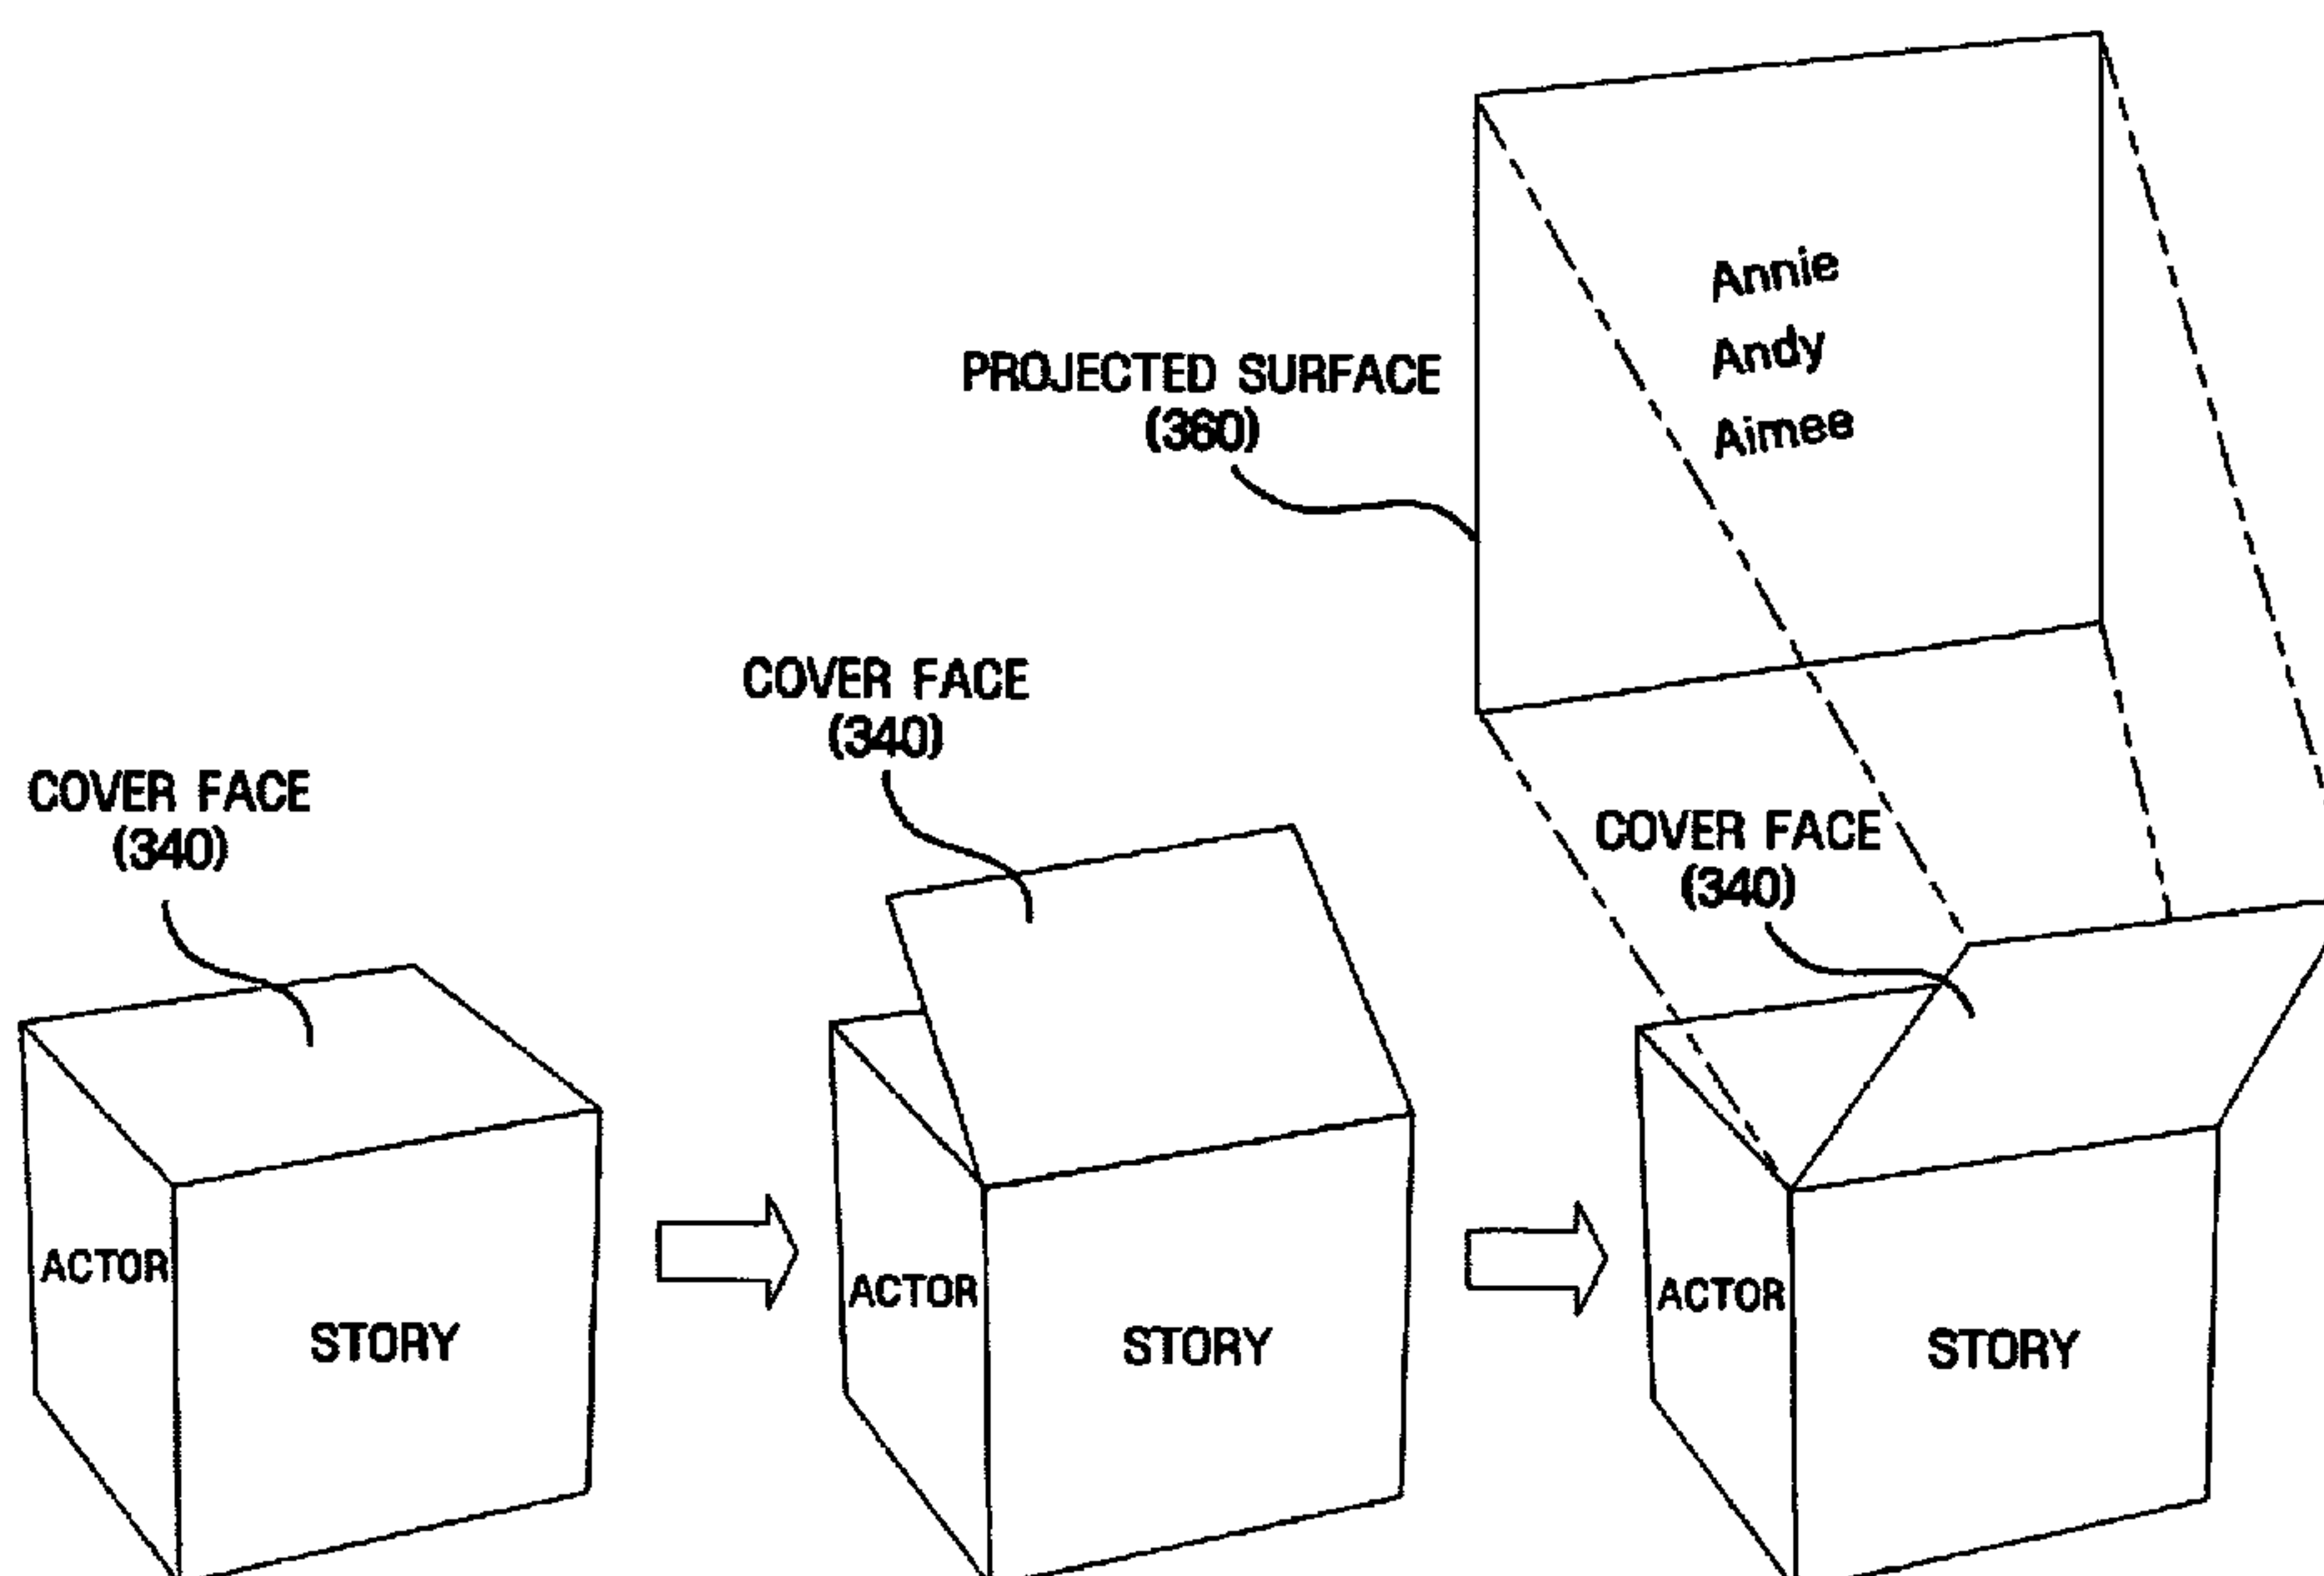 COVER FACE
(340)
ACTOR
STORY
COVER FACE
(340)
ACTOR
STORY
PROJECTED SURFACE
(360)
Annie
Andy
Aimee
COVER FACE
(340)
ACTOR
STORY